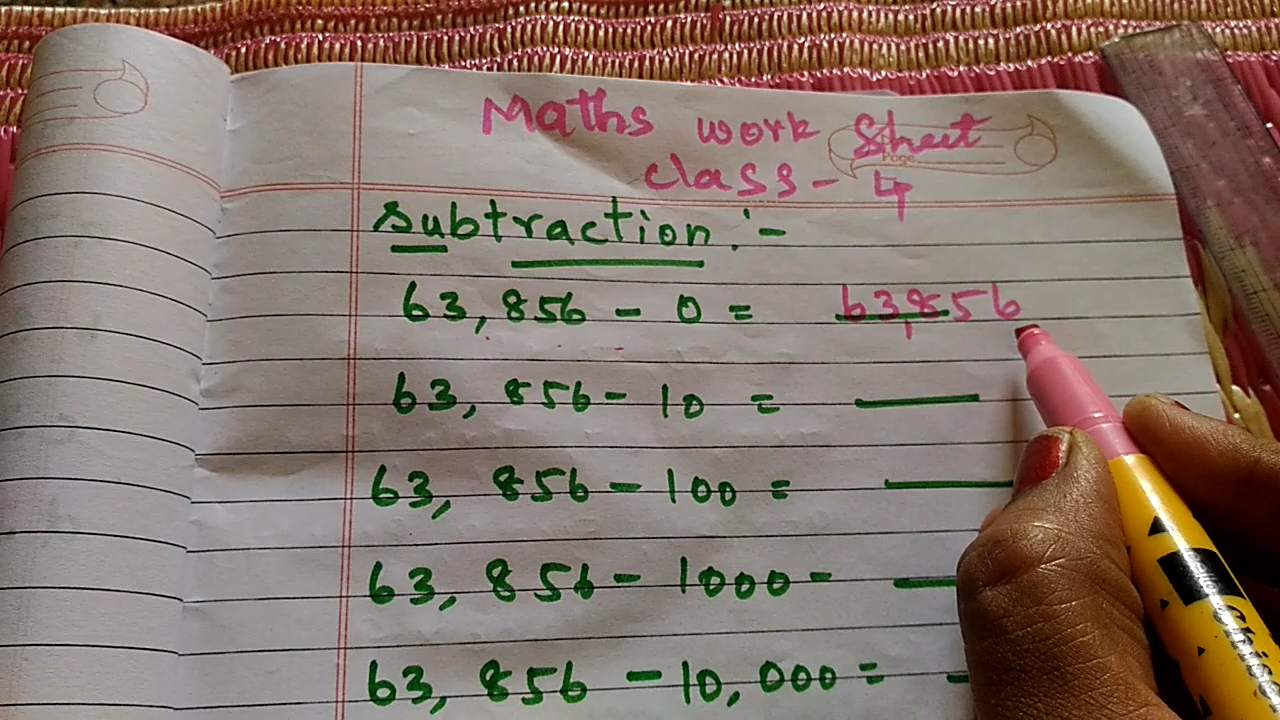 Maths work Sheet
Page
class - 4
subtraction :-
63,856 - 0 = 63,856
63, 856 - 10 = ___
63, 856 - 100 = ___
63, 856 - 1000 - ___
63, 856 - 10,000 = _